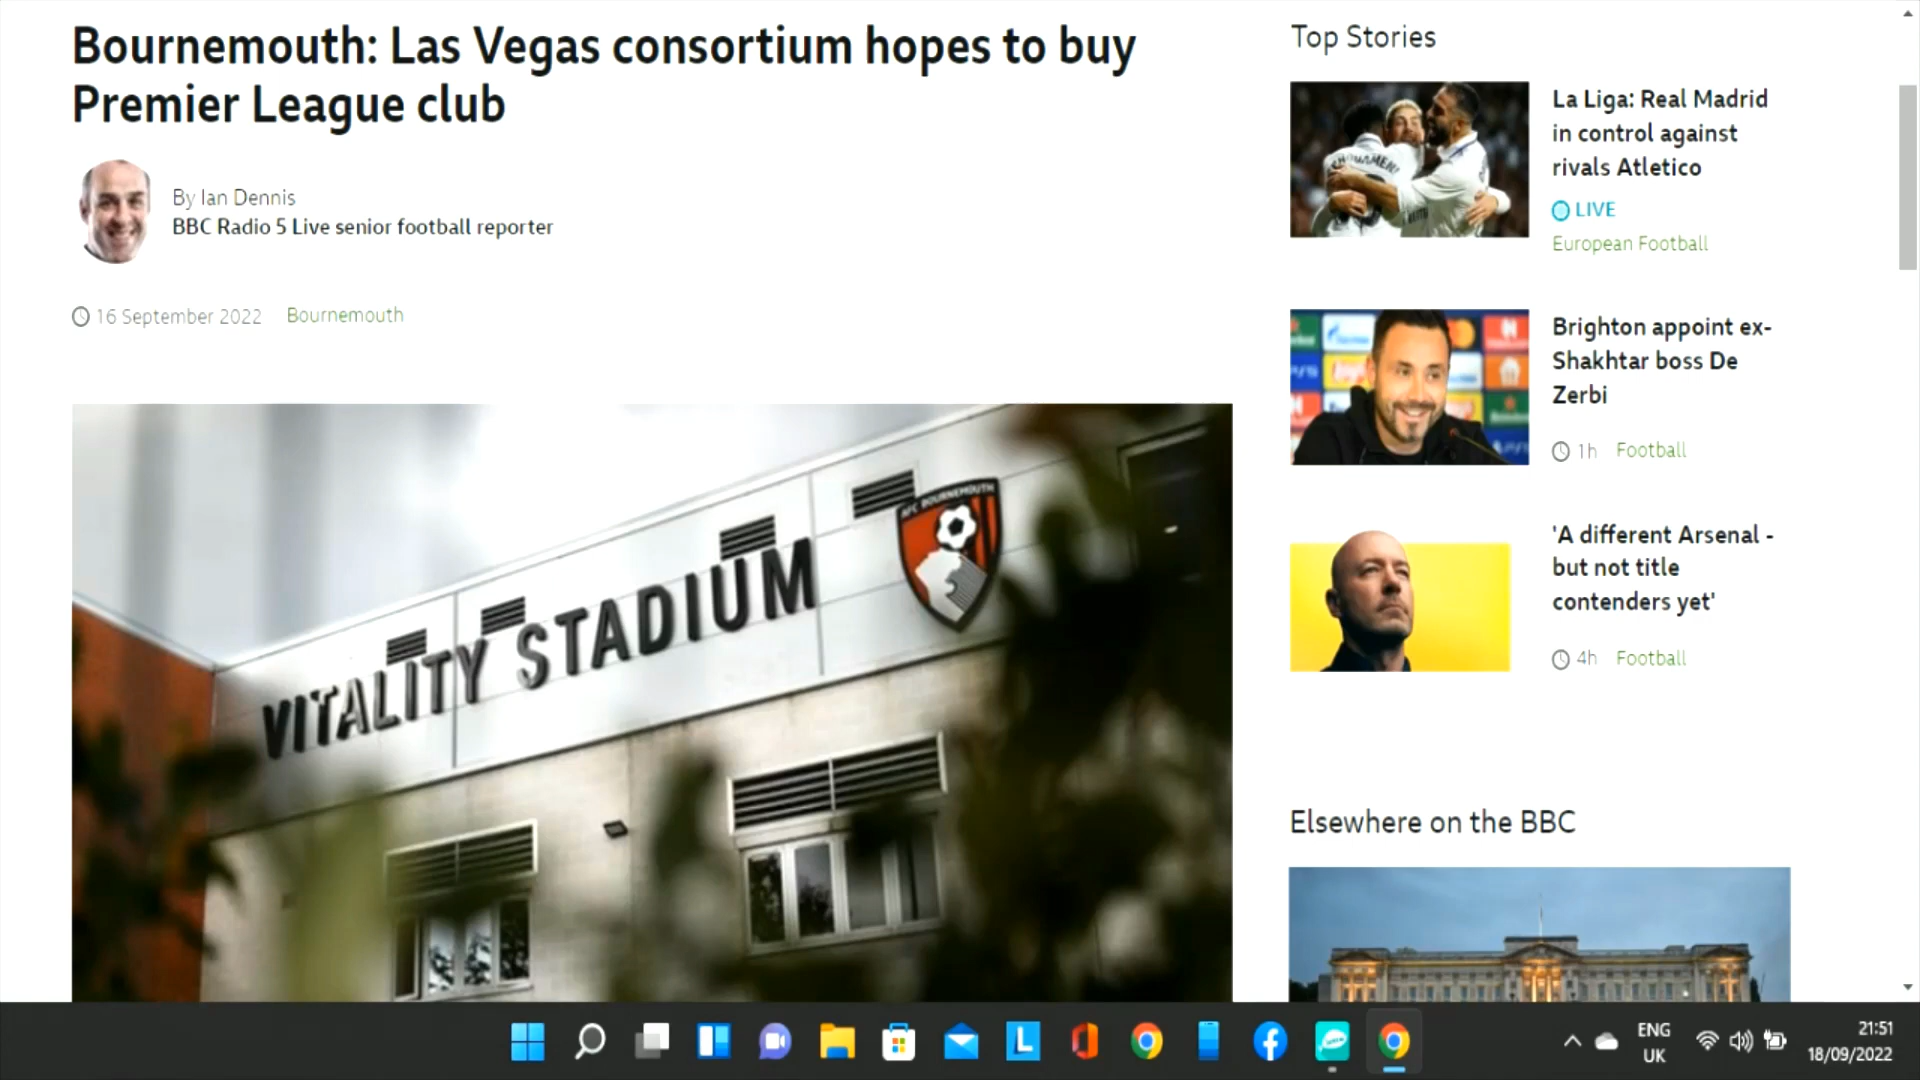 Bournemouth: Las Vegas consortium hopes to buy
Premier League club
By Ian Dennis
BBC Radio 5 Live senior football reporter
16 September 2022 Bournemouth
VITALITY STADIUM
AFC BOURNEMOUTH
Top Stories
La Liga: Real Madrid
in control against
rivals Atletico
LIVE
European Football
Brighton appoint ex-
Shakhtar boss De
Zerbi
1h Football
'A different Arsenal -
but not title
contenders yet'
4h Football
Elsewhere on the BBC
L
ENG
UK
21:51
18/09/2022